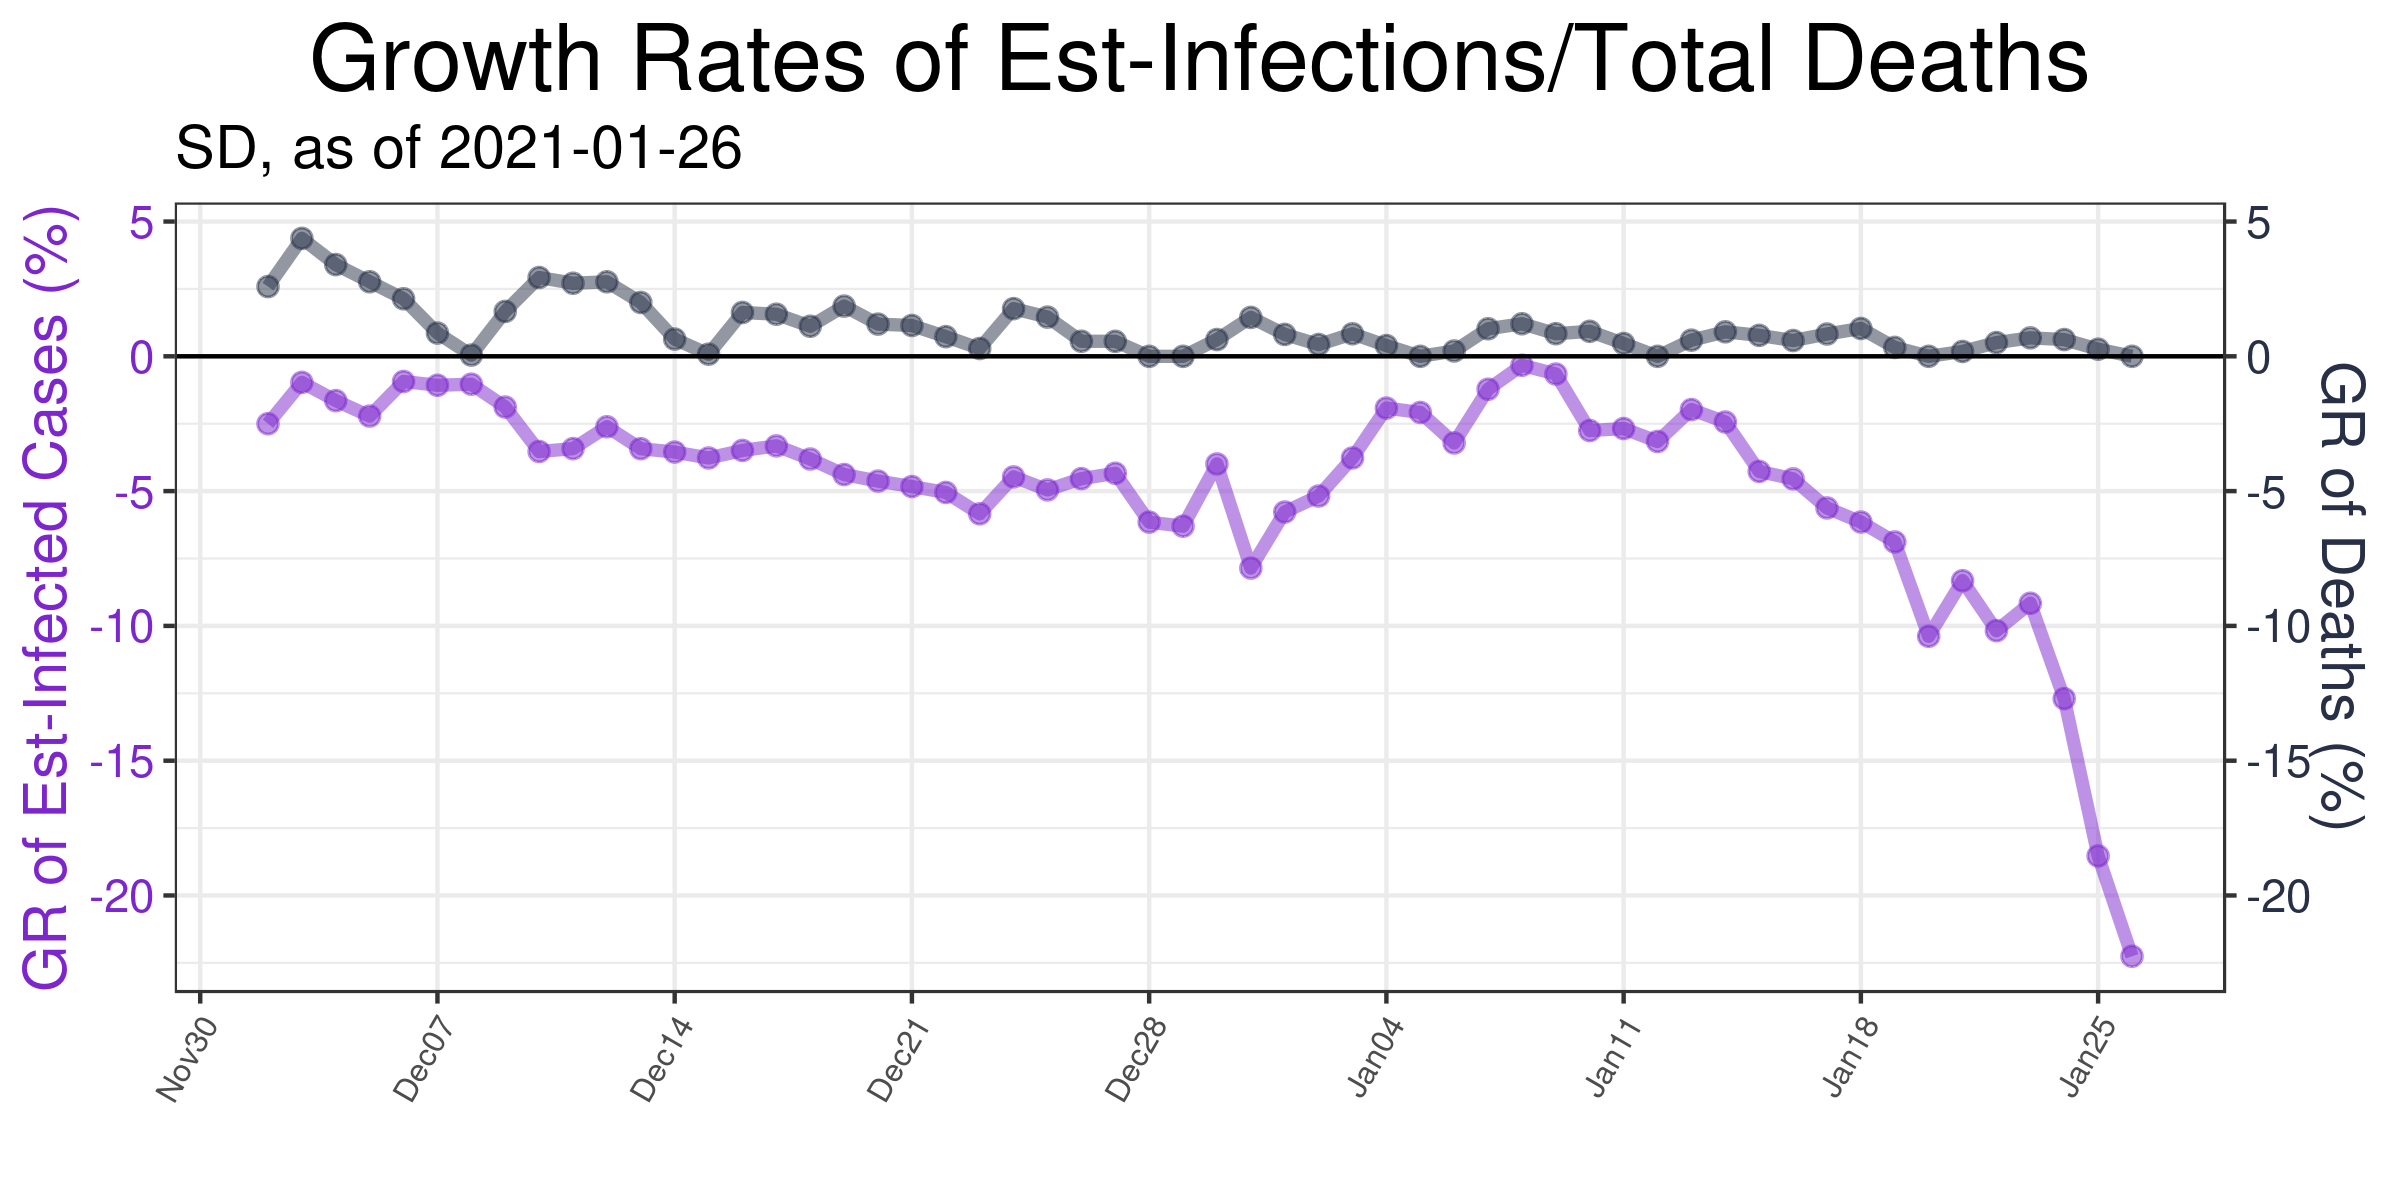 Growth Rates of Est-Infections/Total Deaths
SD, as of 2021-01-26
GR of Est-Infected Cases (%)
5
0
-5
-10
-15
-20
5
0
-5
-10
-15
-20
GR of Deaths (%)
Nov30
Dec07
Dec14
Dec21
Dec28
Jan04
Jan11
Jan18
Jan25